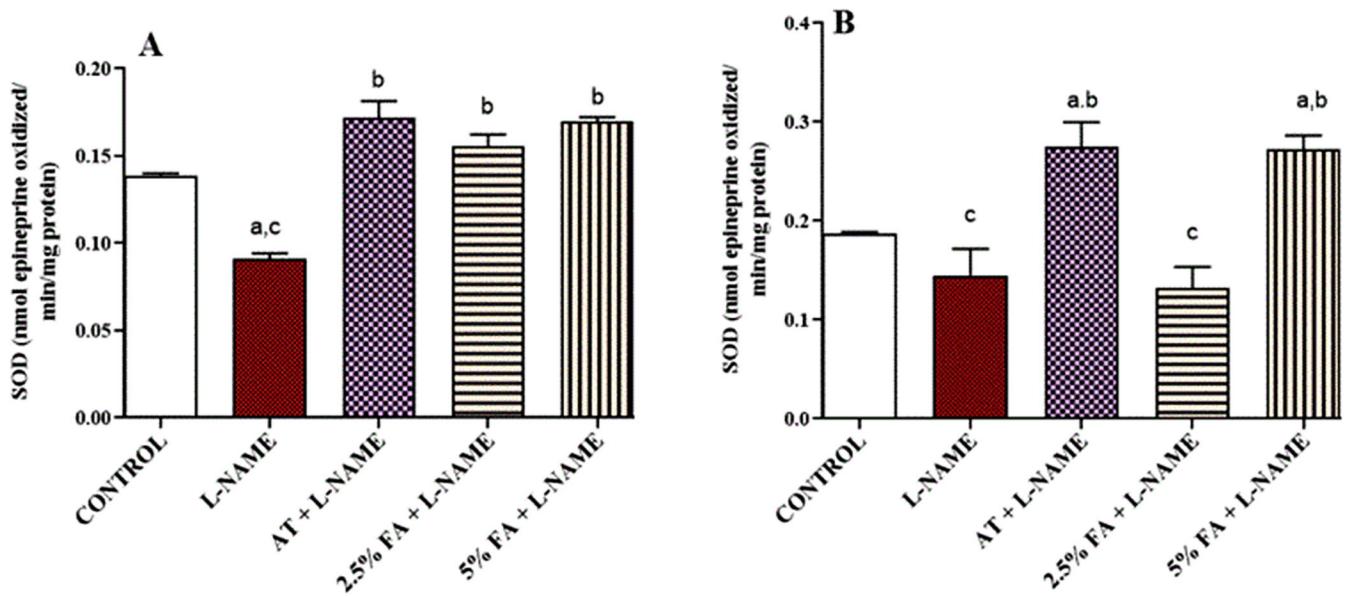 A
SOD (nmol epineprine oxidized/
min/mg protein)
0.20
0.15
0.10
0.05
0.00
a,c
b
b
b
CONTROL
L-NAME
AT + L-NAME
2.5% FA + L-NAME
5% FA + L-NAME
B
SOD (nmol epineprine oxidized/
min/mg protein)
0.4
0.3
0.2
0.1
0.0
c
a.b
c
a,b
CONTROL
L-NAME
AT + L-NAME
2.5% FA + L-NAME
5% FA + L-NAME